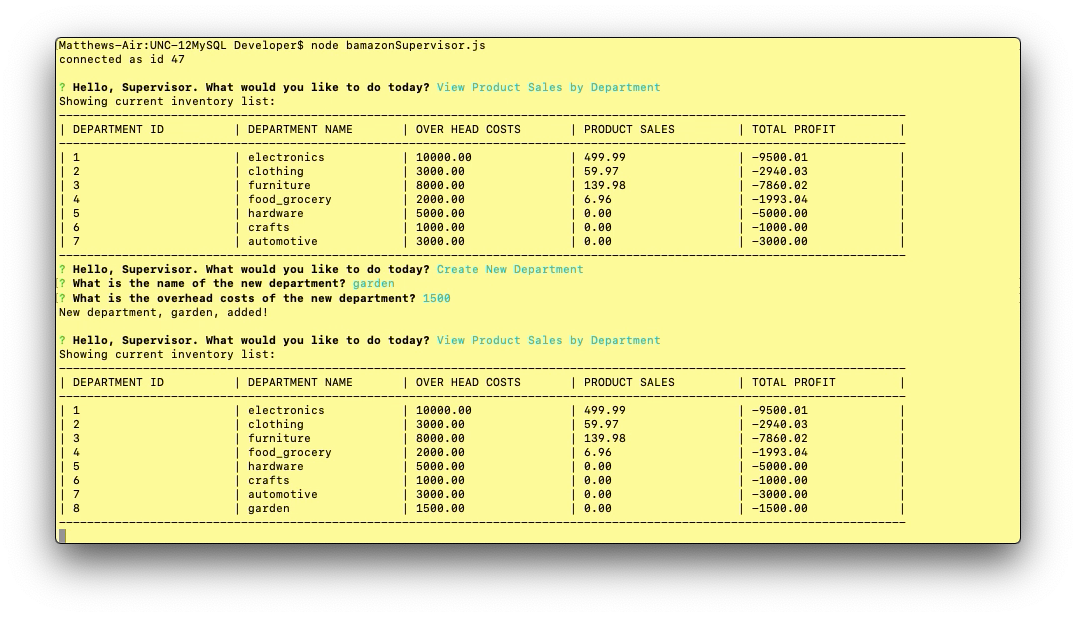 Matthews-Air:UNC-12MySQL Developer$ node bamazonSupervisor.js
connected as id 47
? Hello, Supervisor. What would you like to do today? View Product Sales by Department
Showing current inventory list:
| DEPARTMENT ID | DEPARTMENT NAME | OVER HEAD COSTS | PRODUCT SALES | TOTAL PROFIT |
| 1 | electronics | 10000.00 | 499.99 | -9500.01 |
| 2 | clothing | 3000.00 | 59.97 | -2940.03 |
| 3 | furniture | 8000.00 | 139.98 | -7860.02 |
| 4 | food_grocery | 2000.00 | 6.96 | -1993.04 |
| 5 | hardware | 5000.00 | 0.00 | -5000.00 |
| 6 | crafts | 1000.00 | 0.00 | -1000.00 |
| 7 | automotive | 3000.00 | 0.00 | -3000.00 |
? Hello, Supervisor. What would you like to do today? Create New Department
? What is the name of the new department? garden
? What is the overhead costs of the new department? 1500
New department, garden, added!
? Hello, Supervisor. What would you like to do today? View Product Sales by Department
Showing current inventory list:
| DEPARTMENT ID | DEPARTMENT NAME | OVER HEAD COSTS | PRODUCT SALES | TOTAL PROFIT |
| 1 | electronics | 10000.00 | 499.99 | -9500.01 |
| 2 | clothing | 3000.00 | 59.97 | -2940.03 |
| 3 | furniture | 8000.00 | 139.98 | -7860.02 |
| 4 | food_grocery | 2000.00 | 6.96 | -1993.04 |
| 5 | hardware | 5000.00 | 0.00 | -5000.00 |
| 6 | crafts | 1000.00 | 0.00 | -1000.00 |
| 7 | automotive | 3000.00 | 0.00 | -3000.00 |
| 8 | garden | 1500.00 | 0.00 | -1500.00 |